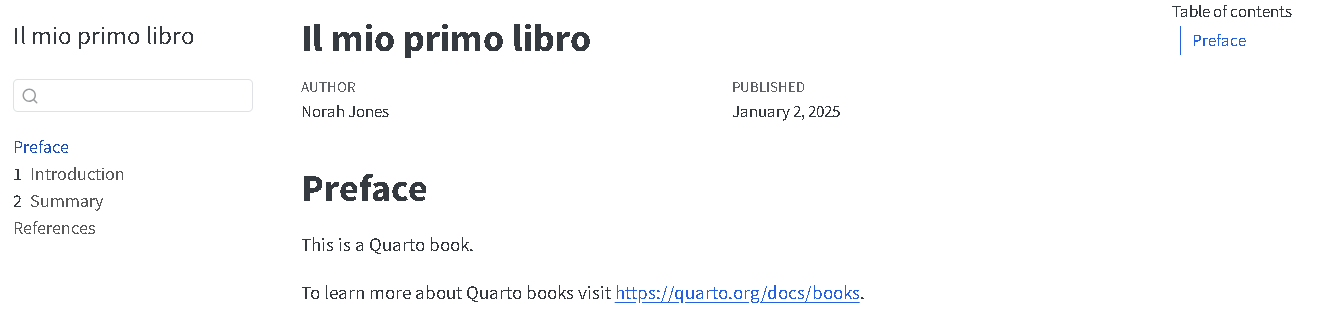 Il mio primo libro
Preface
1 Introduction
2 Summary
References
Il mio primo libro
AUTHOR
Norah Jones
PUBLISHED
January 2, 2025
Preface
This is a Quarto book.
To learn more about Quarto books visit https://quarto.org/docs/books.
Table of contents
Preface